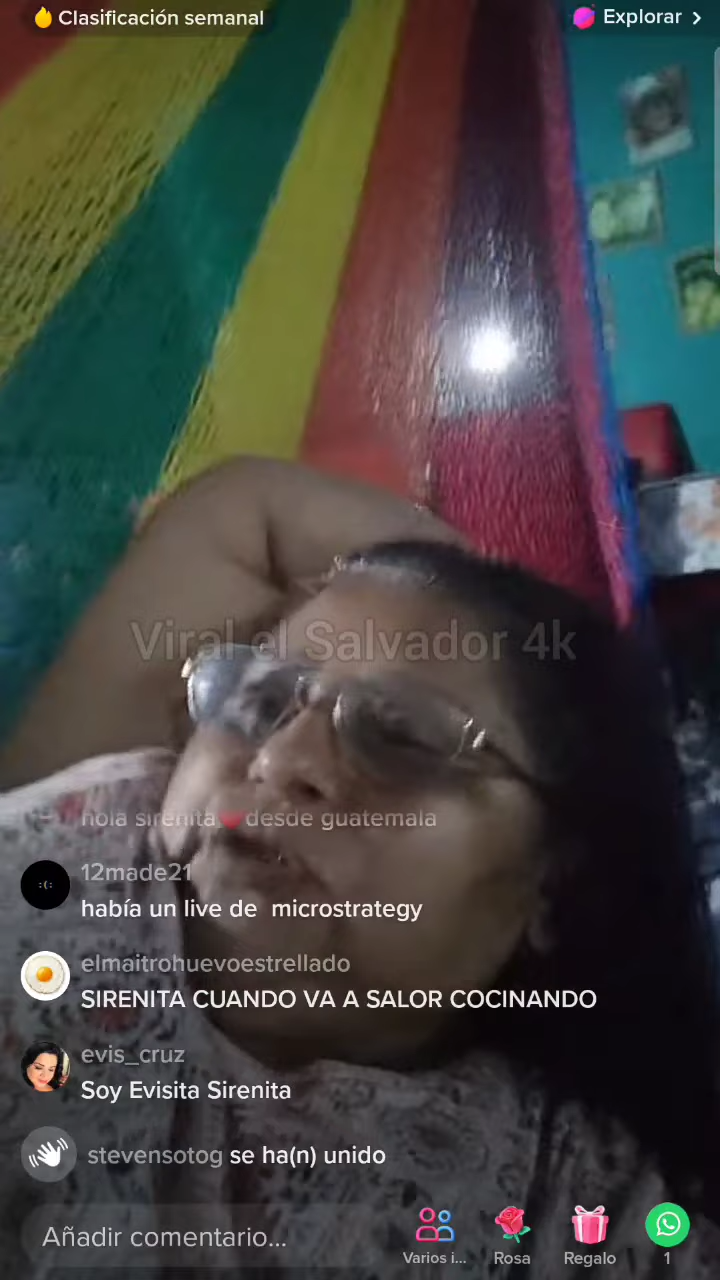 Clasificación semanal
Explorar >
Viral el Salvador 4k
hola sirenita❤️desde guatemala
12made21
había un live de microstrategy
elmaitrohuevoestrellado
SIRENITA CUANDO VA A SALOR COCINANDO
evis_cruz
Soy Evisita Sirenita
stevensotog se ha(n) unido
Añadir comentario...
Varios i...
Rosa
Regalo
1